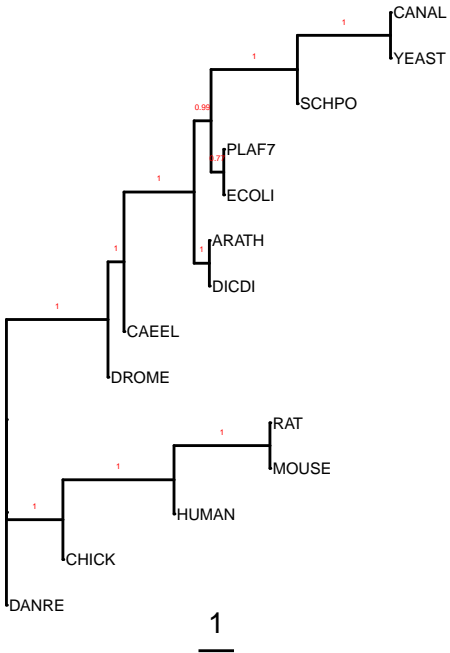 CANAL
1
YEAST
1
SCHPO
0.99
PLAF7
1
ECOLI
ARATH
1
1
DICDI
1
CAEEL
DROME
RAT
1
MOUSE
1
HUMAN
1
CHICK
DANRE
1